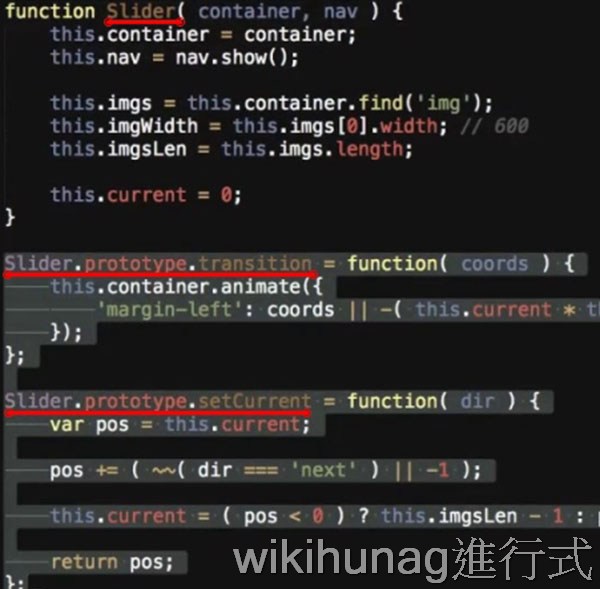 function Slider( container, nav ) {
this.container = container;
this.nav = nav.show();
this.imgs = this.container.find('img');
this.imgWidth = this.imgs[0].width; // 600
this.imgsLen = this.imgs.length;
this.current = 0;
}
Slider.prototype.transition = function( coords ) {
this.container.animate({
'margin-left': coords || -( this.current * th
});
};
Slider.prototype.setCurrent = function( dir ) {
var pos = this.current;
pos += ( ~~( dir === 'next' ) || -1 );
this.current = ( pos < 0 ) ? this.imgsLen - 1 : p
return pos;
};
wikihunag進行式